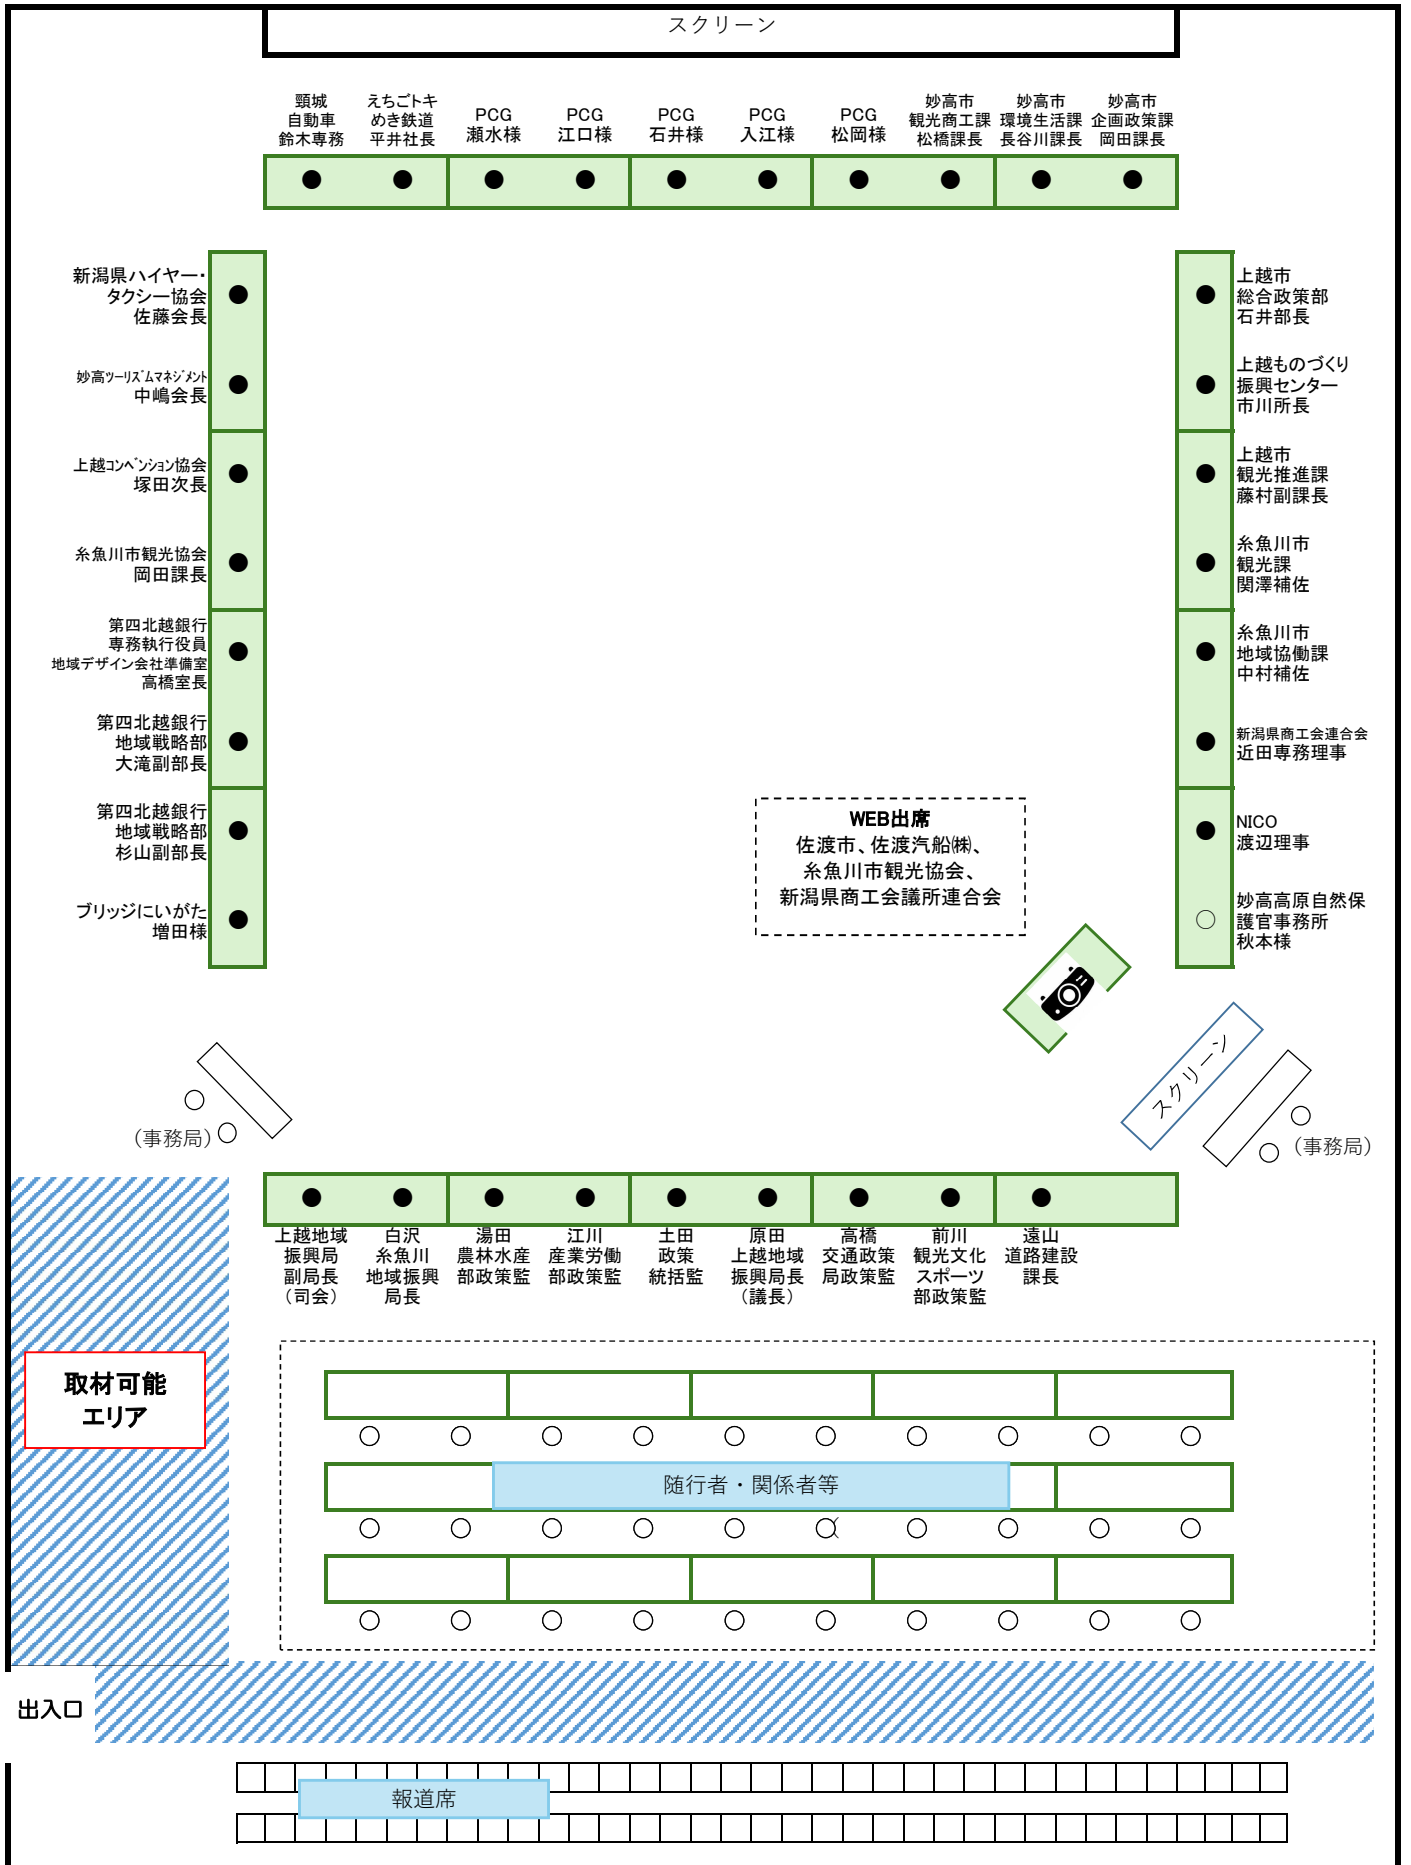 スクリーン
頸城
自動車
鈴木専務
えちごトキ
めき鉄道
平井社長
PCG
瀬水様
PCG
江口様
PCG
石井様
PCG
入江様
PCG
松岡様
妙高市
観光商工課
松橋課長
妙高市
環境生活課
長谷川課長
妙高市
企画政策課
岡田課長
新潟県ハイヤー・
タクシー協会
佐藤会長
妙高ﾂｰﾘｽﾞﾑﾏﾈｼﾞﾒﾝﾄ
中嶋会長
上越ｺﾝﾍﾞﾝｼｮﾝ協会
塚田次長
糸魚川市観光協会
岡田課長
第四北越銀行
専務執行役員
地域デザイン会社準備室
高橋室長
第四北越銀行
地域戦略部
大滝副部長
第四北越銀行
地域戦略部
杉山副部長
ブリッジにいがた
増田様
上越市
総合政策部
石井部長
上越ものづくり
振興センター
市川所長
上越市
観光推進課
藤村副課長
糸魚川市
観光課
関澤補佐
糸魚川市
地域協働課
中村補佐
新潟県商工会連合会
近田専務理事
NICO
渡辺理事
妙高高原自然保
護官事務所
秋本様
WEB出席
佐渡市、佐渡汽船㈱、
糸魚川市観光協会、
新潟県商工会議所連合会
スクリーン
（事務局）
（事務局）
上越地域
振興局
副局長
（司会）
白沢
糸魚川
地域振興
局長
湯田
農林水産
部政策監
江川
産業労働
部政策監
土田
政策
統括監
原田
上越地域
振興局長
（議長）
高橋
交通政策
局政策監
前川
観光文化
スポーツ
部政策監
遠山
道路建設
課長
取材可能
エリア
随行者・関係者等
出入口
報道席